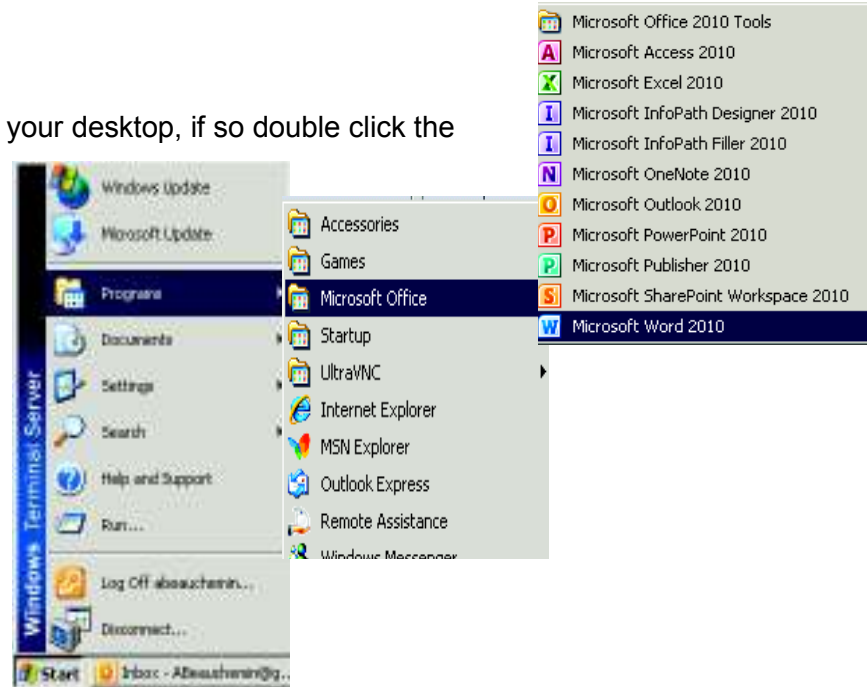 your desktop, if so double click the
Windows Update
Microsoft Update
Programs
Documents
Settings
Search
Help and Support
Run...
Log Off abeauchemin...
Disconnect...
Windows Terminal Server
Start
Inbox - ABeauchemin@g...
Accessories
Games
Microsoft Office
Startup
UltraVNC
Internet Explorer
MSN Explorer
Outlook Express
Remote Assistance
Windows Messenger
Microsoft Office 2010 Tools
Microsoft Access 2010
Microsoft Excel 2010
Microsoft InfoPath Designer 2010
Microsoft InfoPath Filler 2010
Microsoft OneNote 2010
Microsoft Outlook 2010
Microsoft PowerPoint 2010
Microsoft Publisher 2010
Microsoft SharePoint Workspace 2010
Microsoft Word 2010